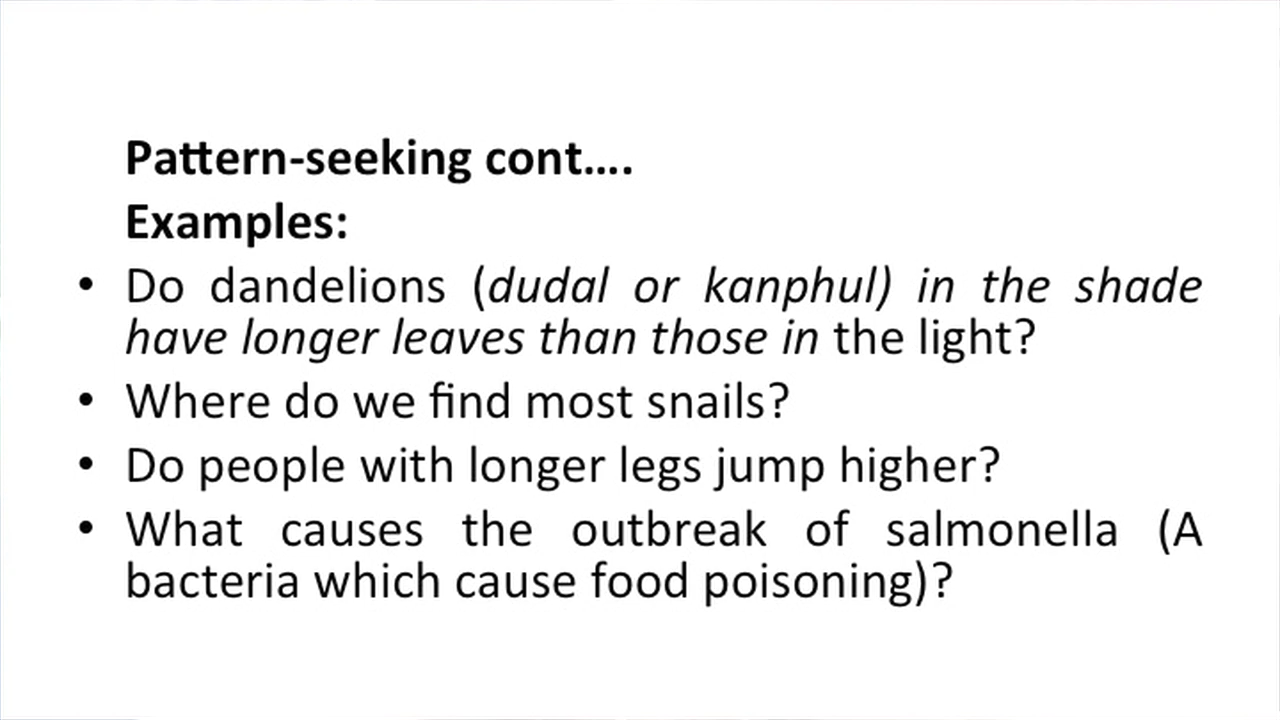 Pattern-seeking cont….
Examples:
• Do dandelions (dudal or kanphul) in the shade
have longer leaves than those in the light?
• Where do we find most snails?
• Do people with longer legs jump higher?
• What causes the outbreak of salmonella (A
bacteria which cause food poisoning)?